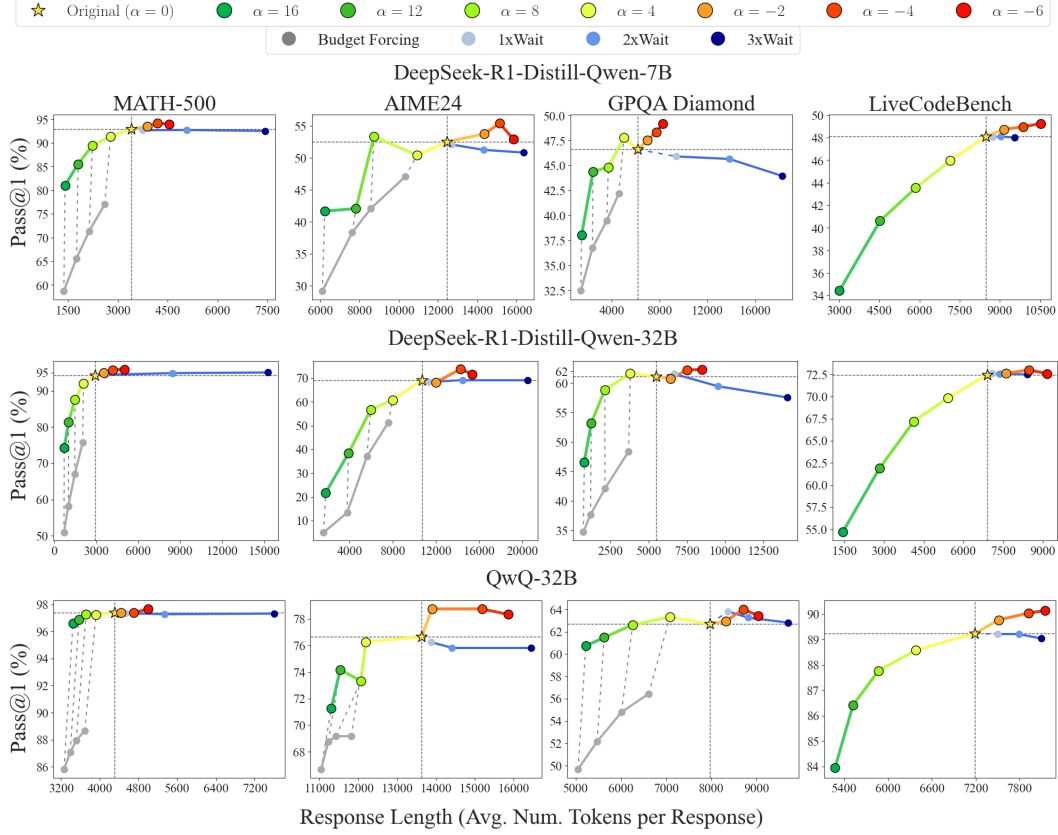 Original (α = 0) α = 16 α = 12 α = 8 α = 4 α = −2 α = −4 α = −6
Budget Forcing 1xWait 2xWait 3xWait
DeepSeek-R1-Distill-Qwen-7B
MATH-500 AIME24 GPQA Diamond LiveCodeBench
Pass@1 (%)
95 90 85 80 75 70 65 60
1500 3000 4500 6000 7500
55 50 45 40 35 30
6000 8000 10000 12000 14000 16000
50.0 47.5 45.0 42.5 40.0 37.5 35.0 32.5
3000 6000 9000 12000 18000
50 48 46 44 42 40 38 36 34
3000 4500 6000 7500 9000 10500
DeepSeek-R1-Distill-Qwen-32B
Pass@1 (%)
95 90 80 70 60 50
0 3000 6000 9000 12000 15000
80 70 60 50 40 30 20 10
4000 8000 12000 16000 20000
62 60 55 50 45 40 35
2500 5000 7500 10000 12500
72.5 70.0 67.5 65.0 62.5 60.0 57.5 55.0
1500 3000 4500 6000 7500 9000
QwQ-32B
Pass@1 (%)
98 96 94 92 90 88 86
3200 4000 4800 5600 6400 7200
78 76 74 72 70 68
11000 12000 13000 14000 15000 16000
64 62 60 58 56 54 52 50
5000 6000 7000 8000 9000
90 89 88 87 86 85 84
5400 6000 6600 7200 7800
Response Length (Avg. Num. Tokens per Response)